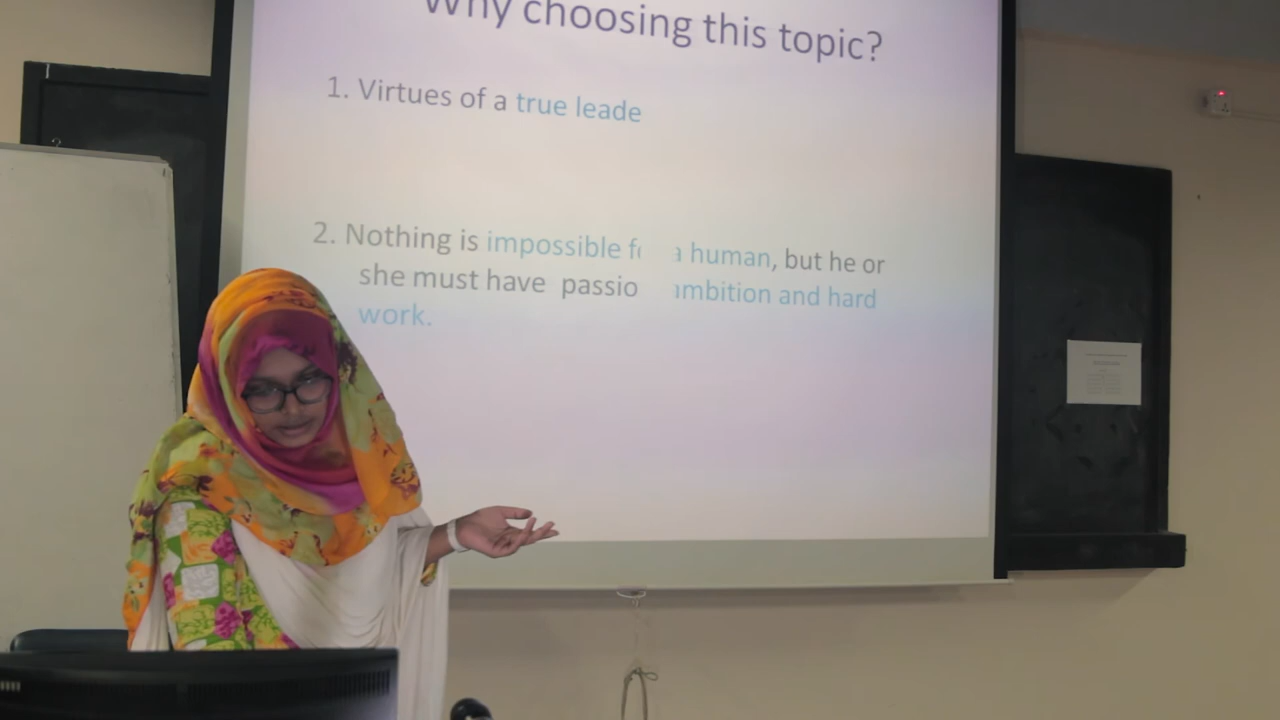 Why choosing this topic?
1. Virtues of a true leade
2. Nothing is impossible f a human, but he or
she must have passio ambition and hard
work.